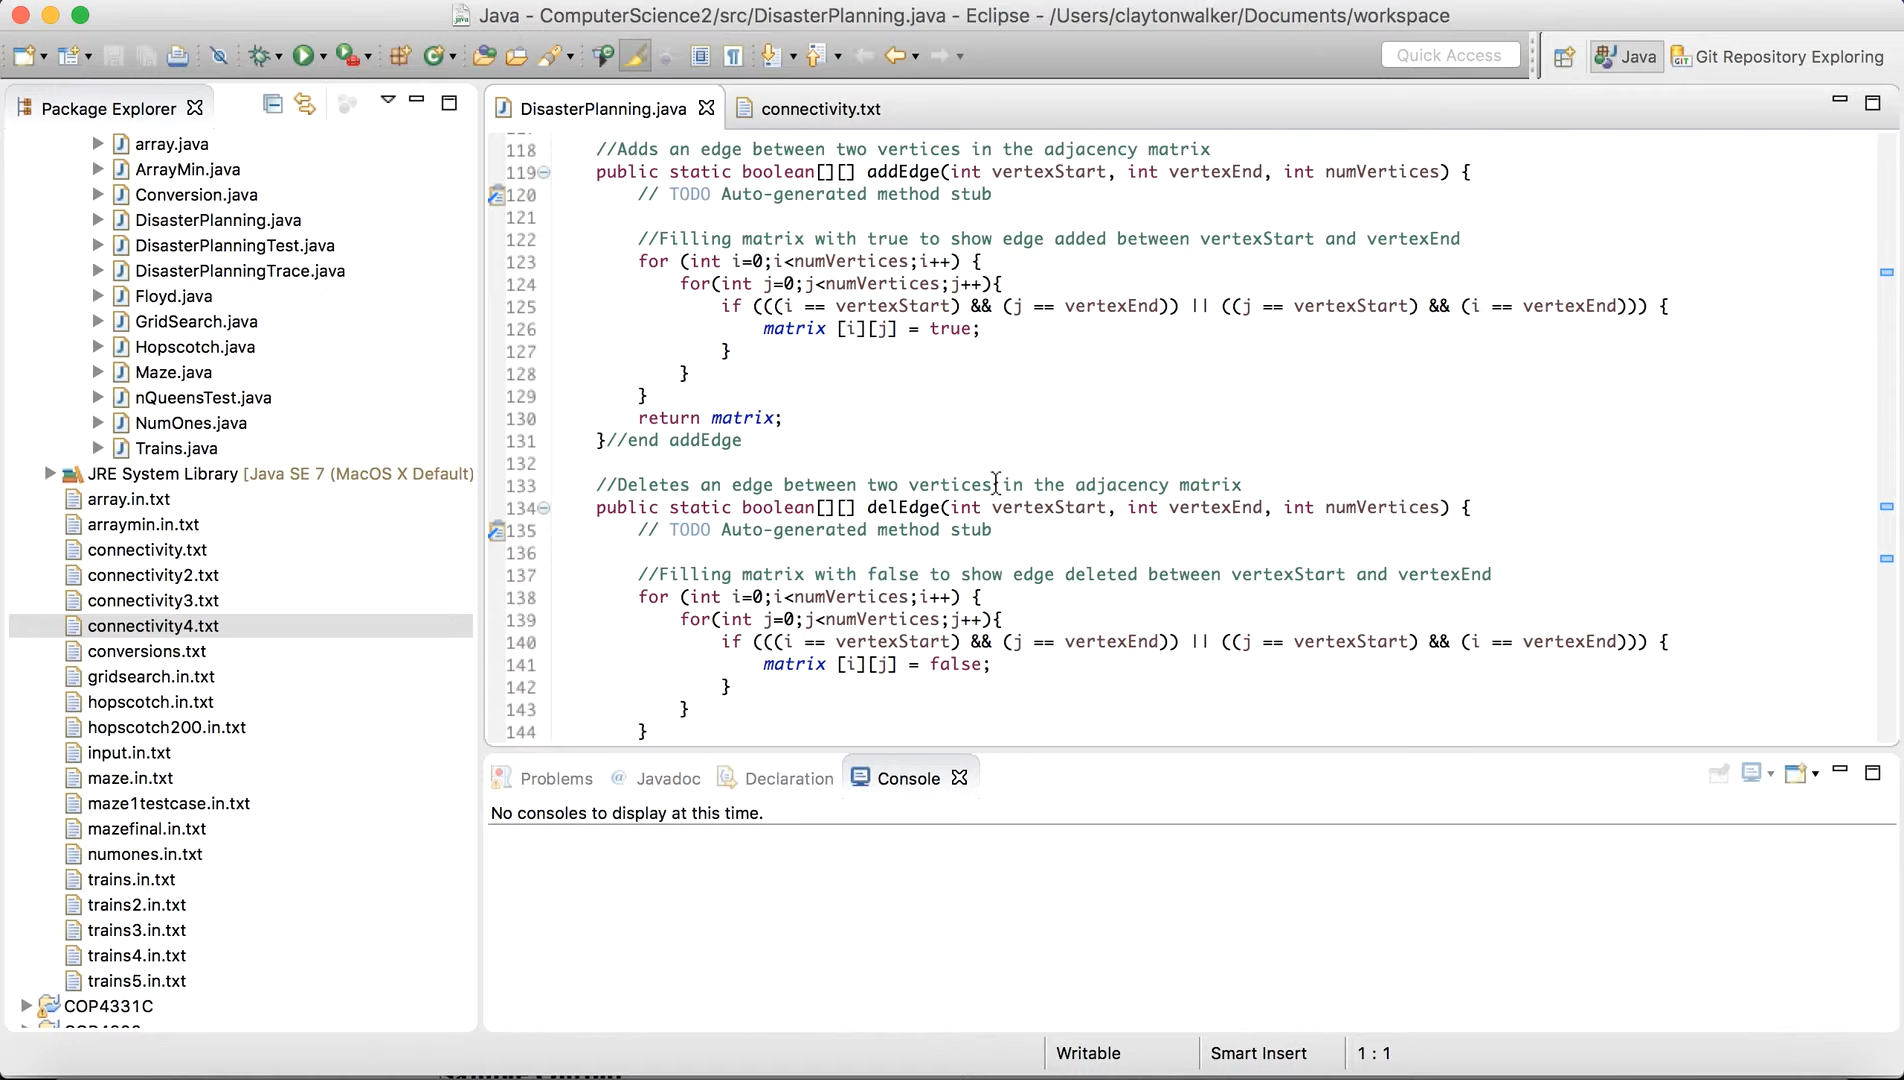 Java - ComputerScience2/src/DisasterPlanning.java - Eclipse - /Users/claytonwalker/Documents/workspace
Quick Access
Java
GIT
Git Repository Exploring
Package Explorer
array.java
ArrayMin.java
Conversion.java
DisasterPlanning.java
DisasterPlanningTest.java
DisasterPlanningTrace.java
Floyd.java
GridSearch.java
Hopscotch.java
Maze.java
nQueensTest.java
NumOnes.java
Trains.java
JRE System Library [Java SE 7 (MacOS X Default)
array.in.txt
arraymin.in.txt
connectivity.txt
connectivity2.txt
connectivity3.txt
connectivity4.txt
conversions.txt
gridsearch.in.txt
hopscotch.in.txt
hopscotch200.in.txt
input.in.txt
maze.in.txt
maze1testcase.in.txt
mazefinal.in.txt
numones.in.txt
trains.in.txt
trains2.in.txt
trains3.in.txt
trains4.in.txt
trains5.in.txt
COP4331C
DisasterPlanning.java
connectivity.txt
118 //Adds an edge between two vertices in the adjacency matrix
119 public static boolean[][] addEdge(int vertexStart, int vertexEnd, int numVertices) {
120 // TODO Auto-generated method stub
121
122 //Filling matrix with true to show edge added between vertexStart and vertexEnd
123 for (int i=0;i<numVertices;i++) {
124 for(int j=0;j<numVertices;j++){
125 if (((i == vertexStart) && (j == vertexEnd)) || ((j == vertexStart) && (i == vertexEnd))) {
126 matrix [i][j] = true;
127 }
128 }
129 }
130 return matrix;
131 }//end addEdge
132
133 //Deletes an edge between two vertices in the adjacency matrix
134 public static boolean[][] delEdge(int vertexStart, int vertexEnd, int numVertices) {
135 // TODO Auto-generated method stub
136
137 //Filling matrix with false to show edge deleted between vertexStart and vertexEnd
138 for (int i=0;i<numVertices;i++) {
139 for(int j=0;j<numVertices;j++){
140 if (((i == vertexStart) && (j == vertexEnd)) || ((j == vertexStart) && (i == vertexEnd))) {
141 matrix [i][j] = false;
142 }
143 }
144 }
Problems
@ Javadoc
Declaration
Console
No consoles to display at this time.
Writable
Smart Insert
1 : 1